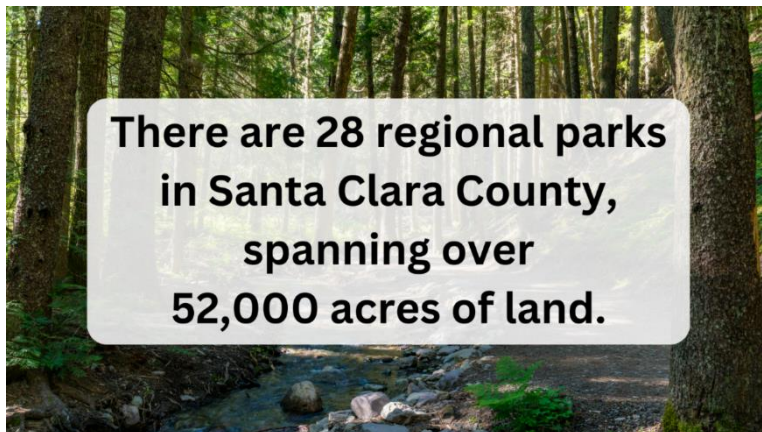 There are 28 regional parks
in Santa Clara County,
spanning over
52,000 acres of land.